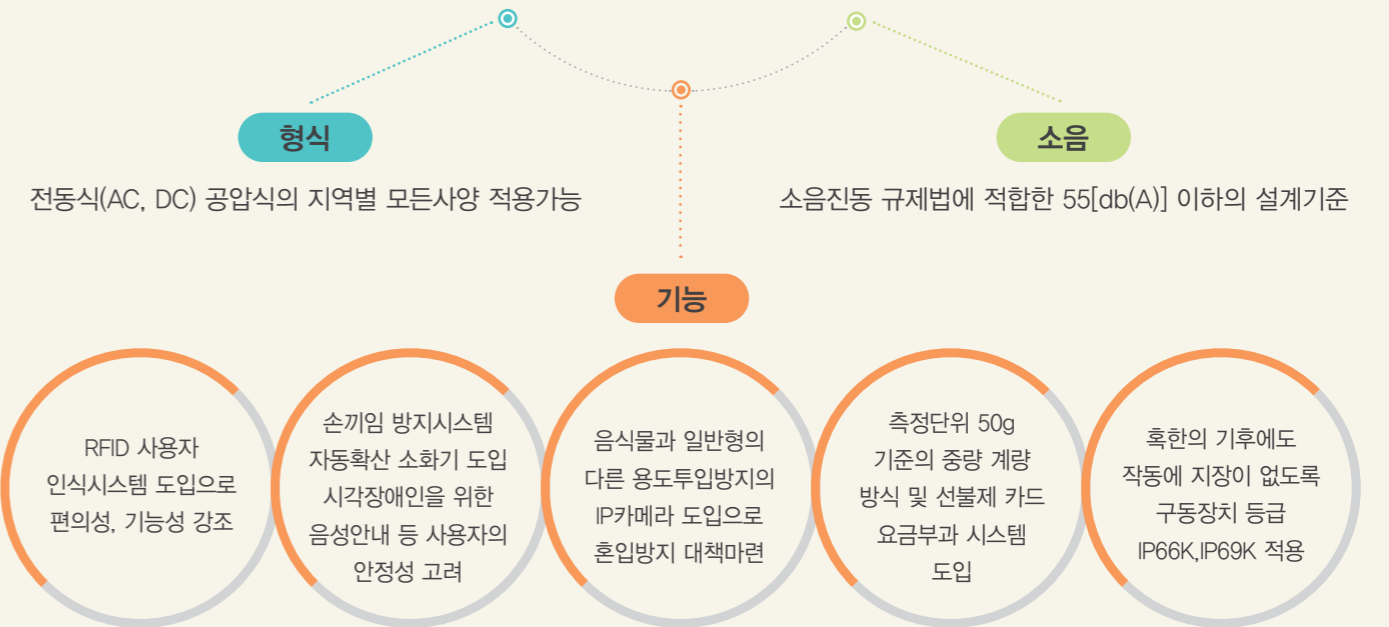 형식
전동식(AC, DC) 공압식의 지역별 모든사양 적용가능
소음
소음진동 규제법에 적합한 55[db(A)] 이하의 설계기준
기능
RFID 사용자
인식시스템 도입으로
편의성, 기능성 강조
손끼임 방지시스템
자동확산 소화기 도입
시각장애인을 위한
음성안내 등 사용자의
안정성 고려
음식물과 일반형의
다른 용도투입방지의
IP카메라 도입으로
혼입방지 대책마련
측정단위 50g
기준의 중량 계량
방식 및 선불제 카드
요금부과 시스템
도입
혹한의 기후에도
작동에 지장이 없도록
구동장치 등급
IP66K,IP69K 적용